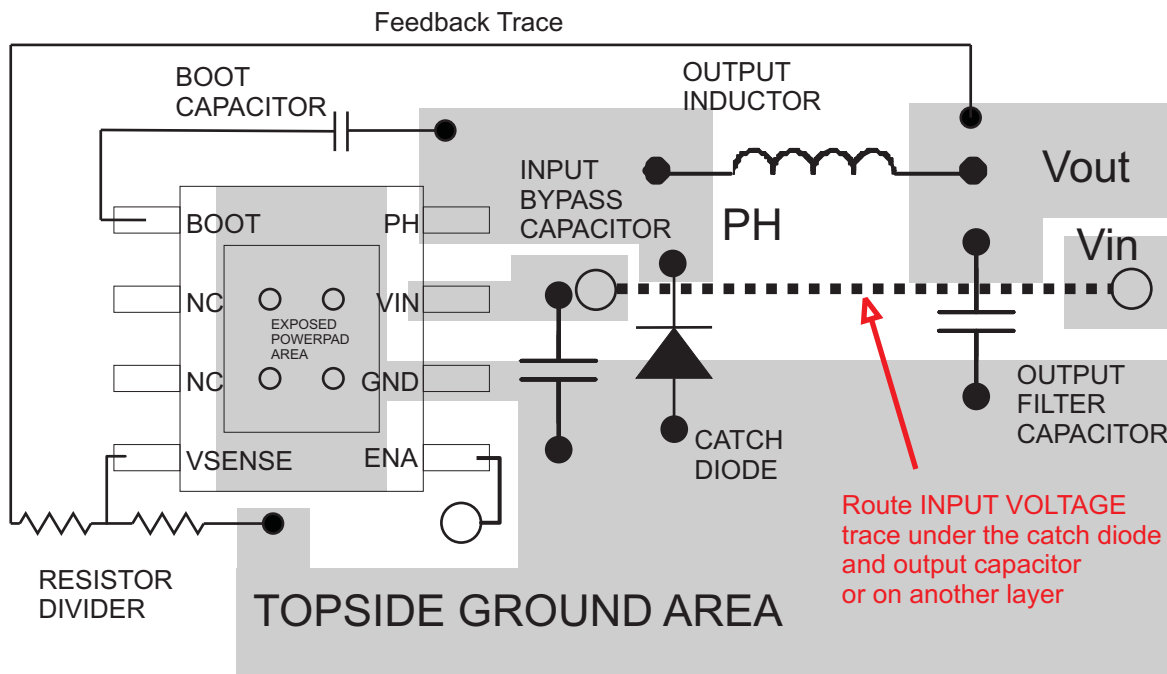 Feedback Trace
BOOT
CAPACITOR
OUTPUT
INDUCTOR
INPUT
BYPASS
CAPACITOR
Vout
PH
Vin
BOOT
PH
NC
VIN
EXPOSED
POWERPAD
AREA
NC
GND
VSENSE
ENA
CATCH
DIODE
OUTPUT
FILTER
CAPACITOR
Route INPUT VOLTAGE
trace under the catch diode
and output capacitor
or on another layer
RESISTOR
DIVIDER
TOPSIDE GROUND AREA